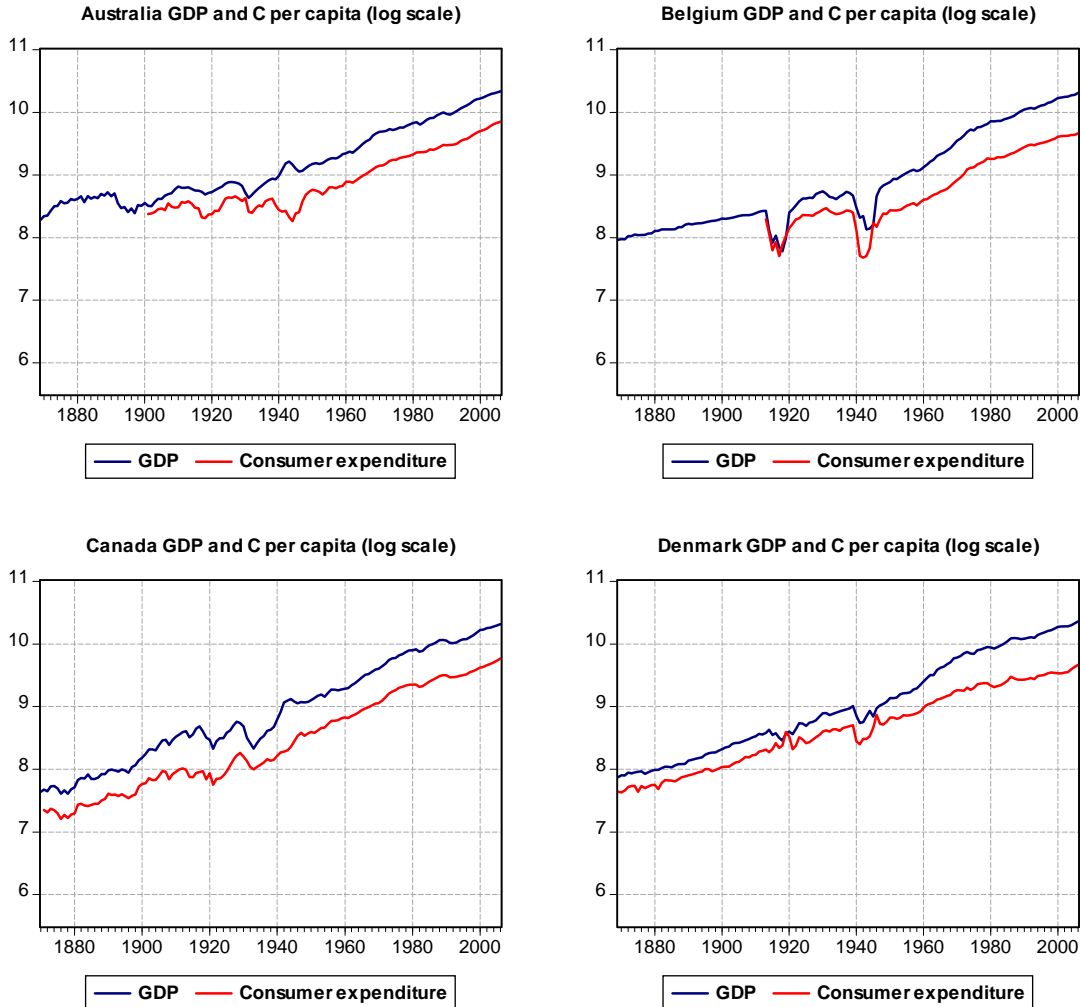 Australia GDP and C per capita (log scale)
11
10
9
8
7
6
1880 1900 1920 1940 1960 1980 2000
GDP Consumer expenditure
Belgium GDP and C per capita (log scale)
11
10
9
8
7
6
1880 1900 1920 1940 1960 1980 2000
GDP Consumer expenditure
Canada GDP and C per capita (log scale)
11
10
9
8
7
6
1880 1900 1920 1940 1960 1980 2000
GDP Consumer expenditure
Denmark GDP and C per capita (log scale)
11
10
9
8
7
6
1880 1900 1920 1940 1960 1980 2000
GDP Consumer expenditure